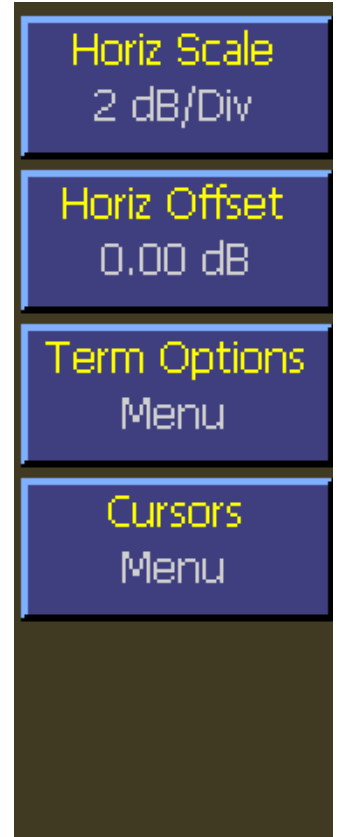 Horiz Scale
2 dB/Div
Horiz Offset
0.00 dB
Term Options
Menu
Cursors
Menu